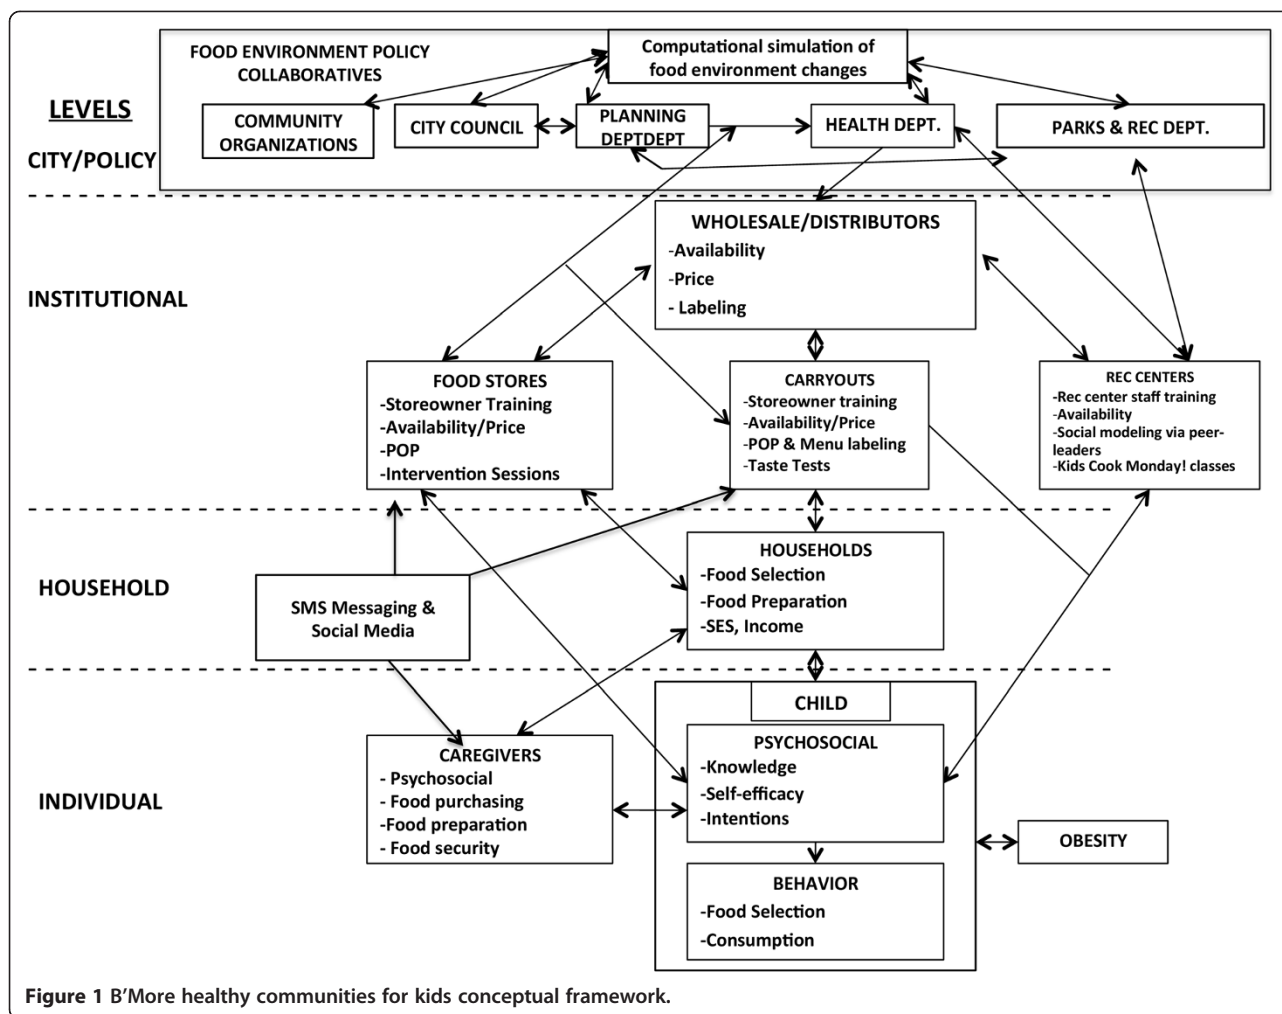 FOOD ENVIRONMENT POLICY
COLLABORATIVES
Computational simulation of
food environment changes
LEVELS
CITY/POLICY
COMMUNITY
ORGANIZATIONS
CITY COUNCIL
PLANNING
DEPTDEPT
HEALTH DEPT.
PARKS & REC DEPT.
INSTITUTIONAL
WHOLESALE/DISTRIBUTORS
-Availability
-Price
- Labeling
FOOD STORES
-Storeowner Training
-Availability/Price
-POP
-Intervention Sessions
CARRYOUTS
-Storeowner training
-Availability/Price
-POP & Menu labeling
-Taste Tests
REC CENTERS
-Rec center staff training
-Availability
-Social modeling via peer-
leaders
-Kids Cook Monday! classes
HOUSEHOLD
SMS Messaging &
Social Media
HOUSEHOLDS
-Food Selection
-Food Preparation
-SES, Income
INDIVIDUAL
CAREGIVERS
- Psychosocial
- Food purchasing
-Food preparation
- Food security
CHILD
PSYCHOSOCIAL
-Knowledge
-Self-efficacy
-Intentions
BEHAVIOR
-Food Selection
-Consumption
OBESITY
Figure 1 B'More healthy communities for kids conceptual framework.